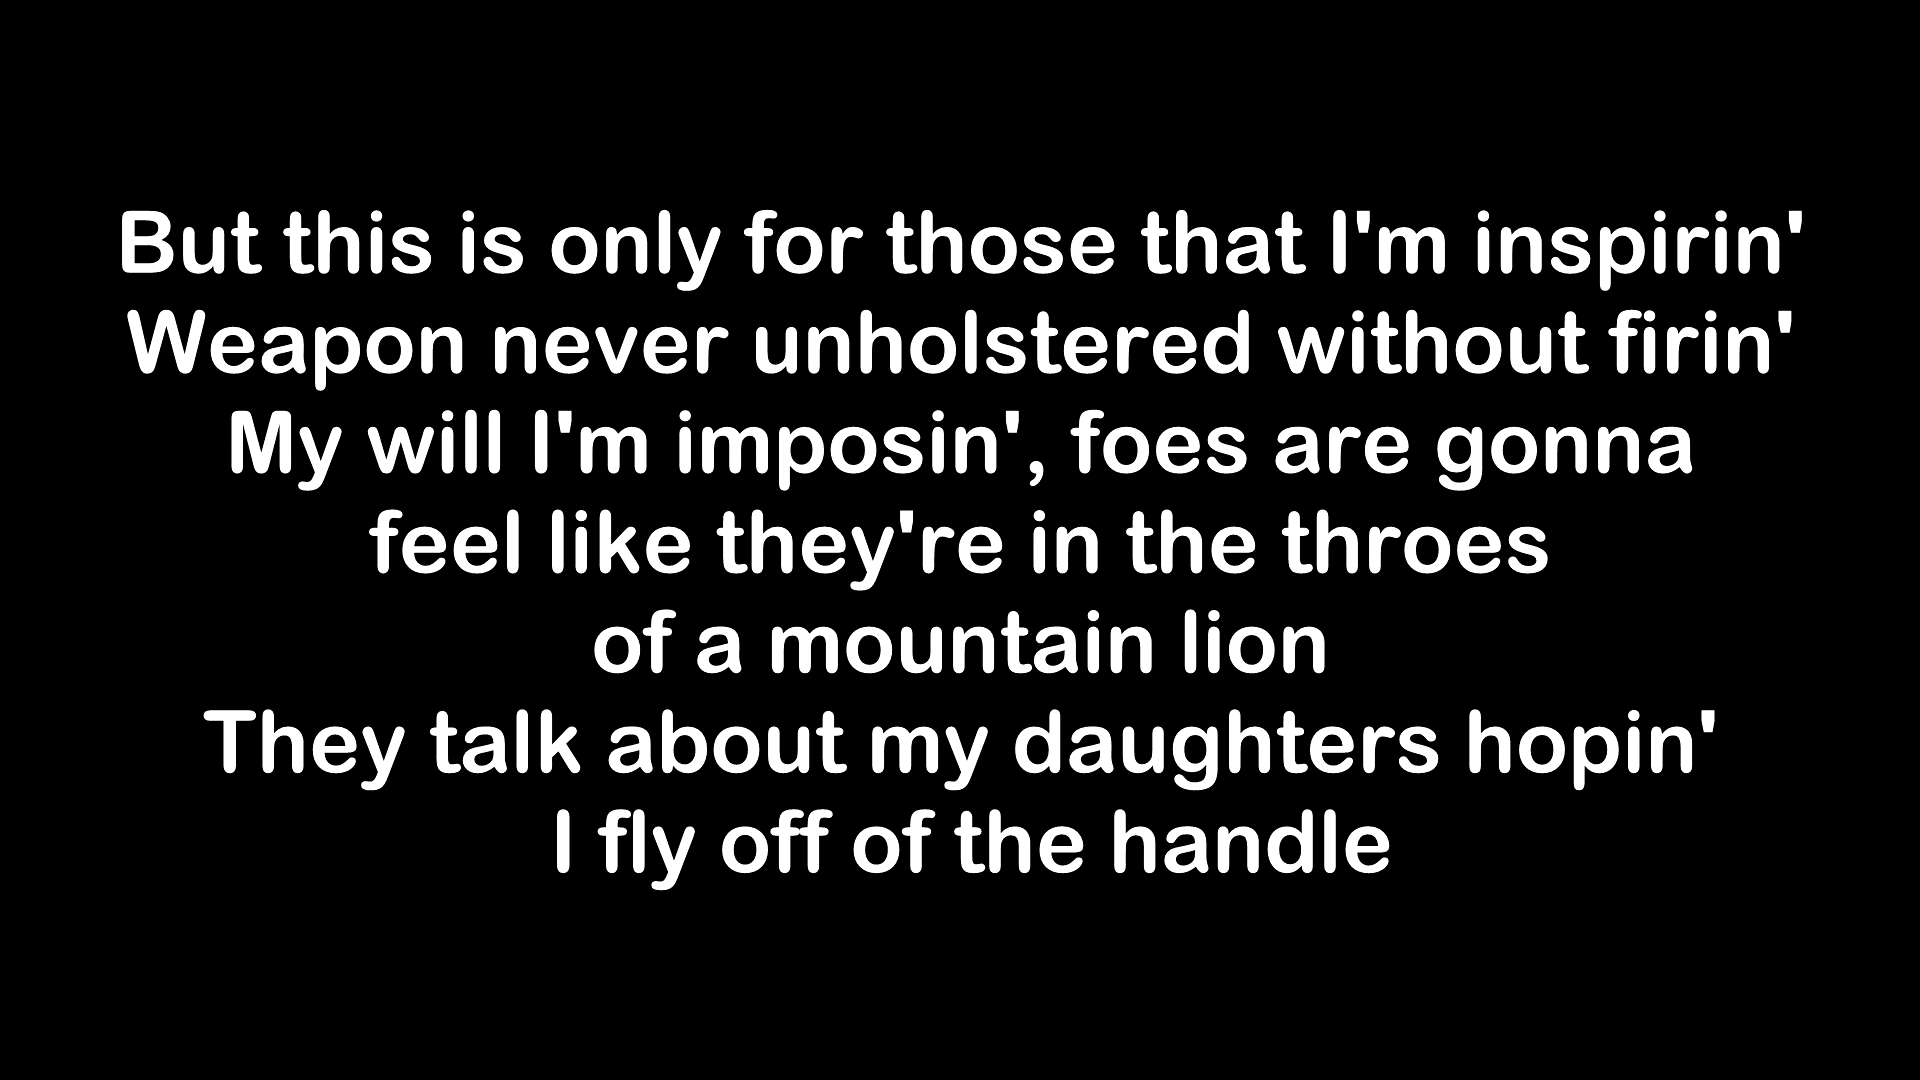 But this is only for those that I'm inspirin'
Weapon never unholstered without firin'
My will I'm imposin', foes are gonna
feel like they're in the throes
of a mountain lion
They talk about my daughters hopin'
I fly off of the handle